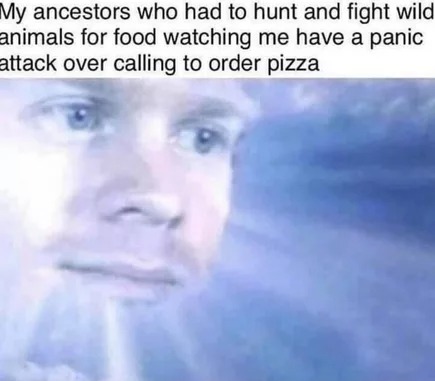 My ancestors who had to hunt and fight wild
animals for food watching me have a panic
attack over calling to order pizza